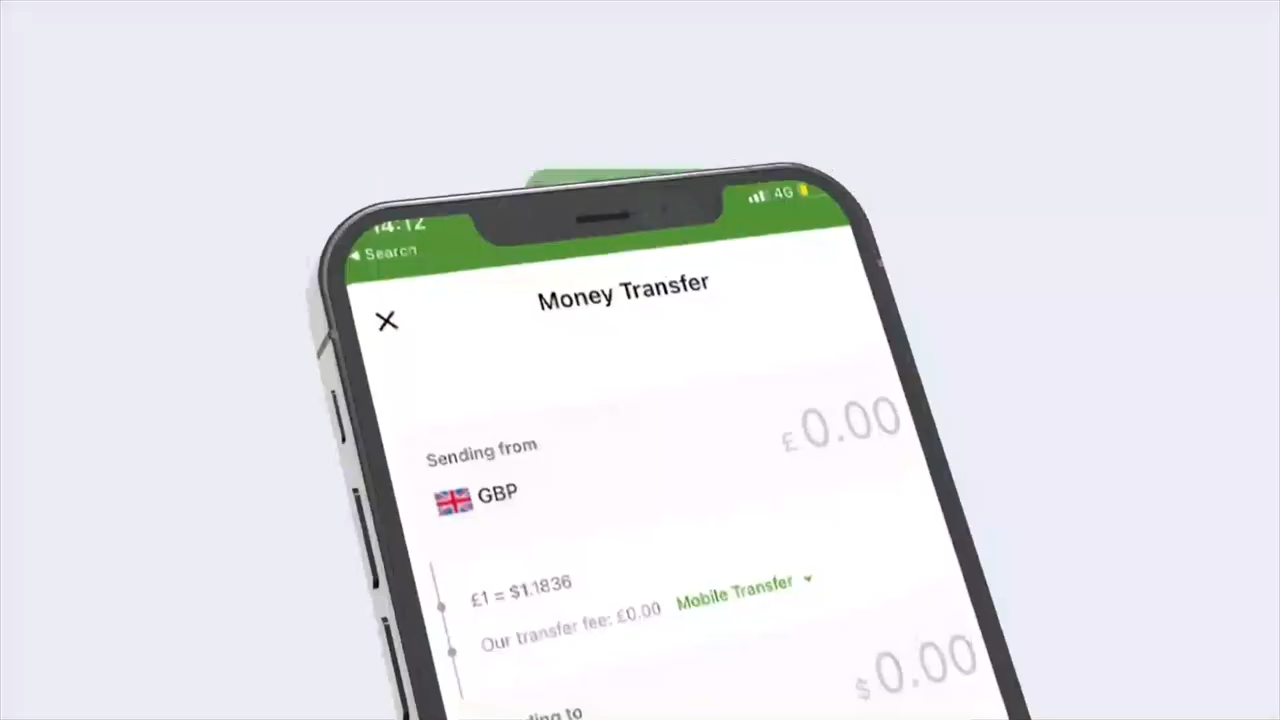 14:12
4G
Search
Money Transfer
£0.00
Sending from
GBP
£1 = $1.1836
Our transfer fee: £0.00 Mobile Transfer
$0.00
to